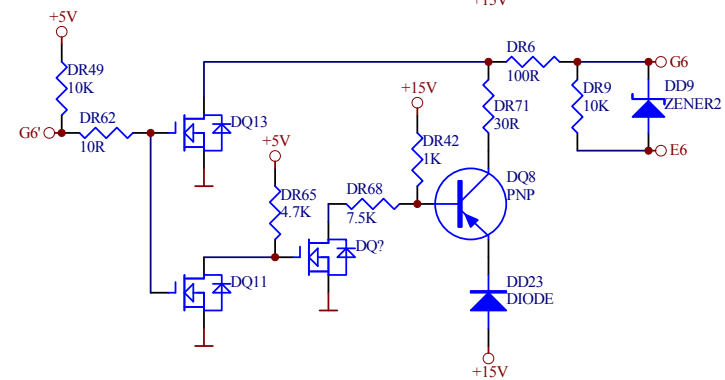 +15V
+5V
DR49
10K
G6'
DR62
10R
DQ13
+5V
DR65
4.7K
DQ11
DQ?
DR68
7.5K
+15V
DR42
1K
DR6
100R
DR71
30R
DQ8
PNP
DD23
DIODE
+15V
DR9
10K
DD9
ZENER2
G6
E6